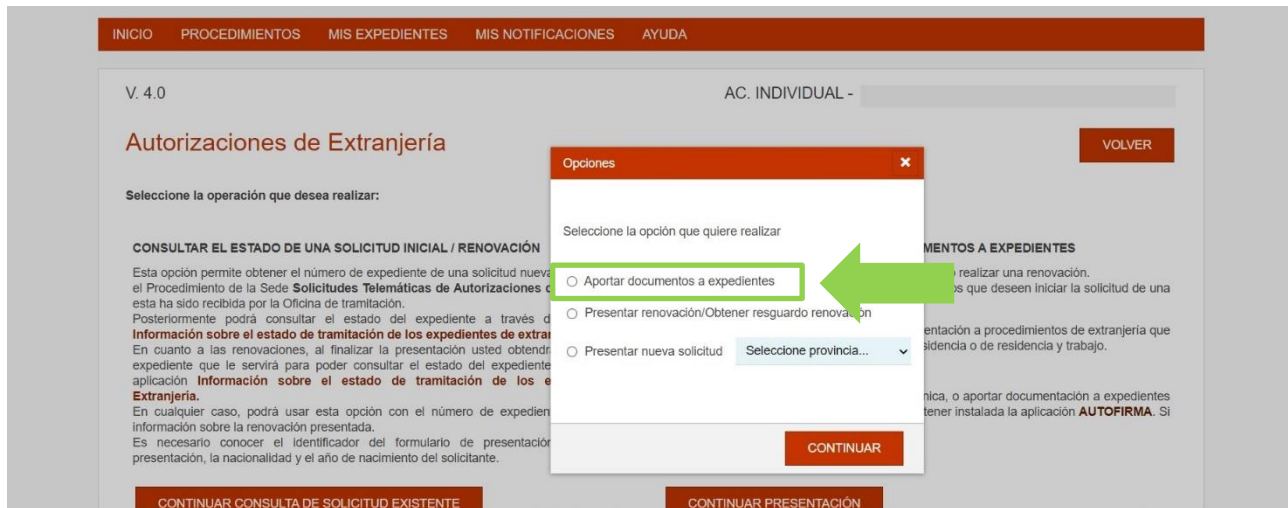 INICIO PROCEDIMIENTOS MIS EXPEDIENTES MIS NOTIFICACIONES AYUDA
V. 4.0
AC. INDIVIDUAL -
Autorizaciones de Extranjería
VOLVER
Seleccione la operación que desea realizar:
CONSULTAR EL ESTADO DE UNA SOLICITUD INICIAL / RENOVACIÓN
Esta opción permite obtener el número de expediente de una solicitud nueva
el Procedimiento de la Sede Solicitudes Telemáticas de Autorizaciones
esta ha sido recibida por la Oficina de tramitación.
Posteriormente podrá consultar el estado del expediente a través
Información sobre el estado de tramitación de los expedientes de
En cuanto a las renovaciones, al finalizar la presentación usted
expediente que le servirá para poder consultar el estado del expediente
aplicación Información sobre el estado de tramitación de los
Extranjería.
En cualquier caso, podrá usar esta opción con el número de
información sobre la renovación presentada.
Es necesario conocer el identificador del formulario de presentación
presentación, la nacionalidad y el año de nacimiento del solicitante.
CONTINUAR CONSULTA DE SOLICITUD EXISTENTE
Opciones
Seleccione la opción que quiere realizar
Aportar documentos a expedientes
Presentar renovación/Obtener resguardo renovación
Presentar nueva solicitud Seleccione provincia...
CONTINUAR
A EXPEDIENTES
realizar una renovación.
que deseen iniciar la solicitud de una
a procedimientos de extranjería que
o de residencia y trabajo.
o aportar documentación a expedientes
tener instalada la aplicación AUTOFIRMA. Si
CONTINUAR PRESENTACIÓN